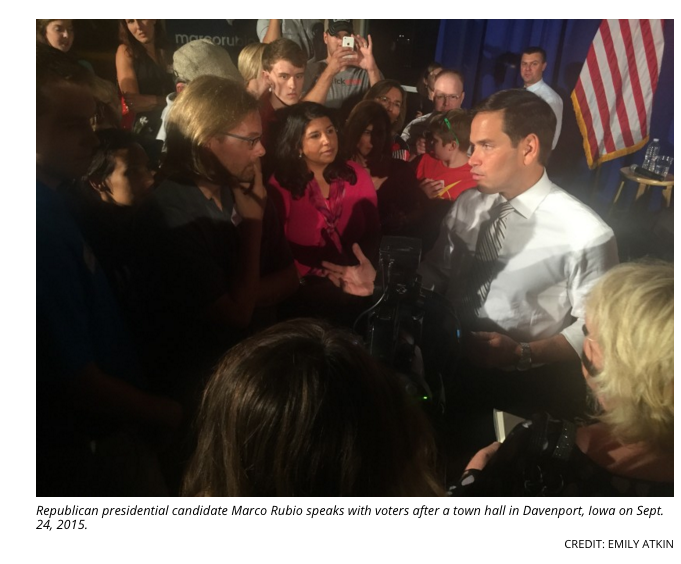 marcorub
Republican presidential candidate Marco Rubio speaks with voters after a town hall in Davenport, Iowa on Sept.
24, 2015.
CREDIT: EMILY ATKIN